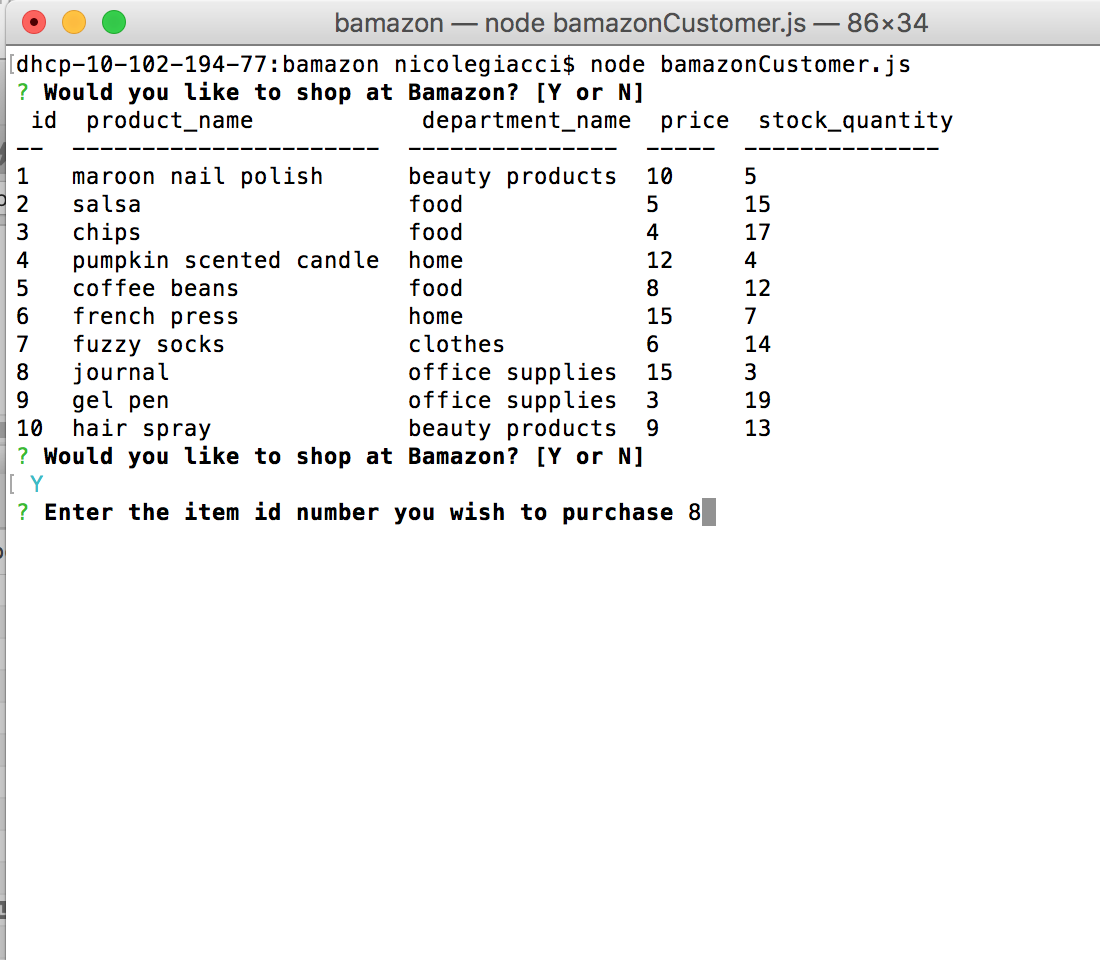 bamazon — node bamazonCustomer.js — 86×34
[dhcp-10-102-194-77:bamazon nicolegiacci$ node bamazonCustomer.js
? Would you like to shop at Bamazon? [Y or N]
id  product_name            department_name  price  stock_quantity
--  ----------------------  ---------------  -----  --------------
1   maroon nail polish      beauty products  10     5
2   salsa                   food             5      15
3   chips                   food             4      17
4   pumpkin scented candle  home             12     4
5   coffee beans            food             8      12
6   french press            home             15     7
7   fuzzy socks             clothes          6      14
8   journal                 office supplies  15     3
9   gel pen                 office supplies  3      19
10  hair spray              beauty products  9      13
? Would you like to shop at Bamazon? [Y or N]
[ Y
? Enter the item id number you wish to purchase 8